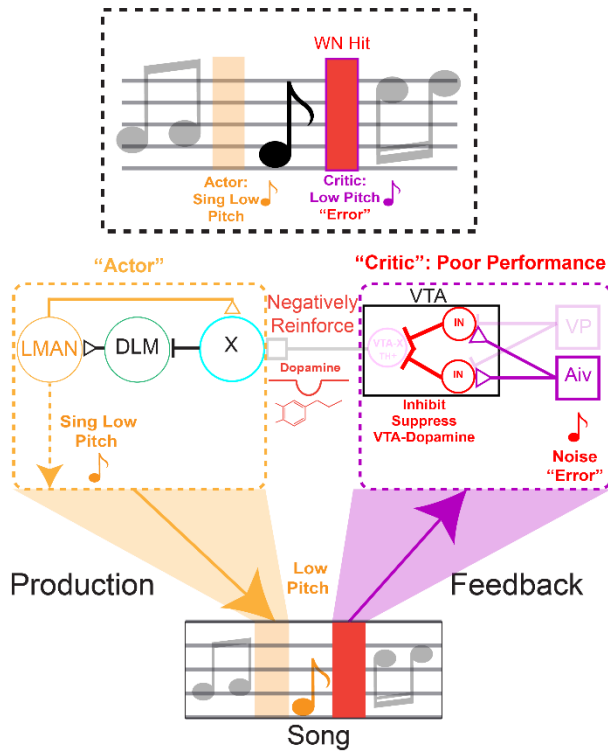 WN Hit
Actor:
Sing Low
Pitch
Critic:
Low Pitch
"Error"
"Actor"
"Critic": Poor Performance
LMAN
DLM
X
Negatively
Reinforce
Dopamine
VTA
VTA-X
TH+
IN
IN
VP
Aiv
Inhibit
Suppress
VTA-Dopamine
Noise
"Error"
Sing Low
Pitch
Low
Pitch
Production
Feedback
Song